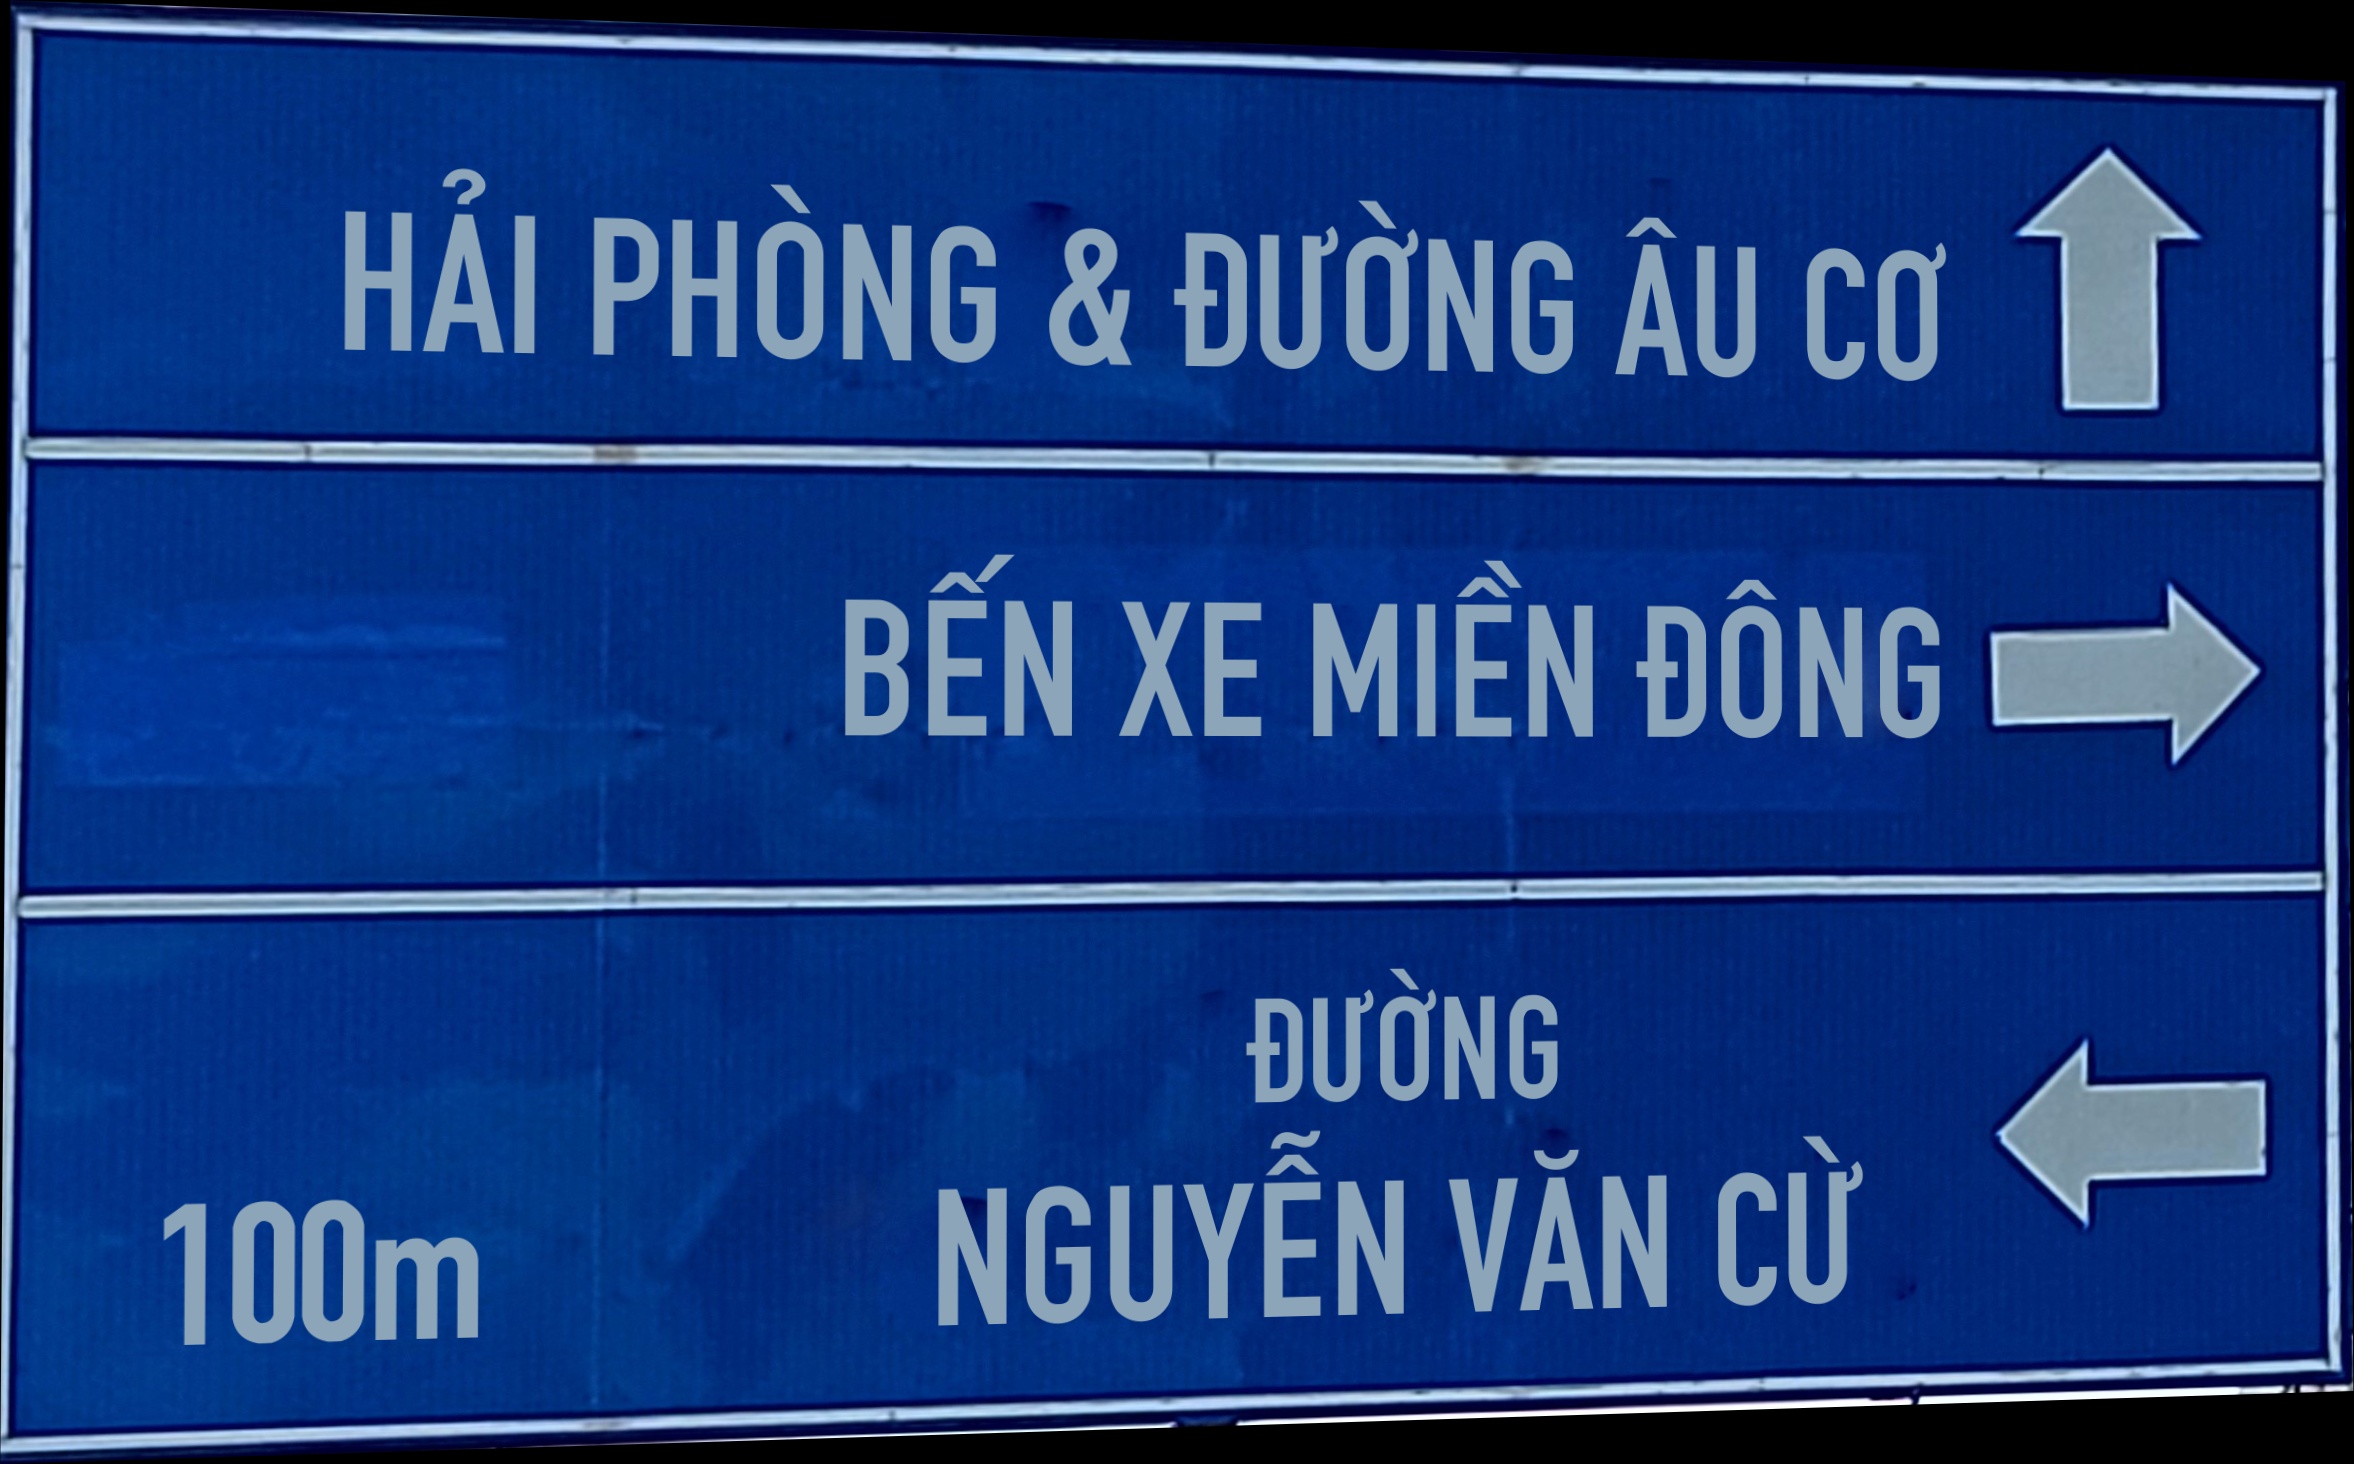 HẢI PHÒNG & ĐƯỜNG ÂU CƠ
BẾN XE MIỀN ĐÔNG
ĐƯỜNG
NGUYỄN VĂN CỪ
100m